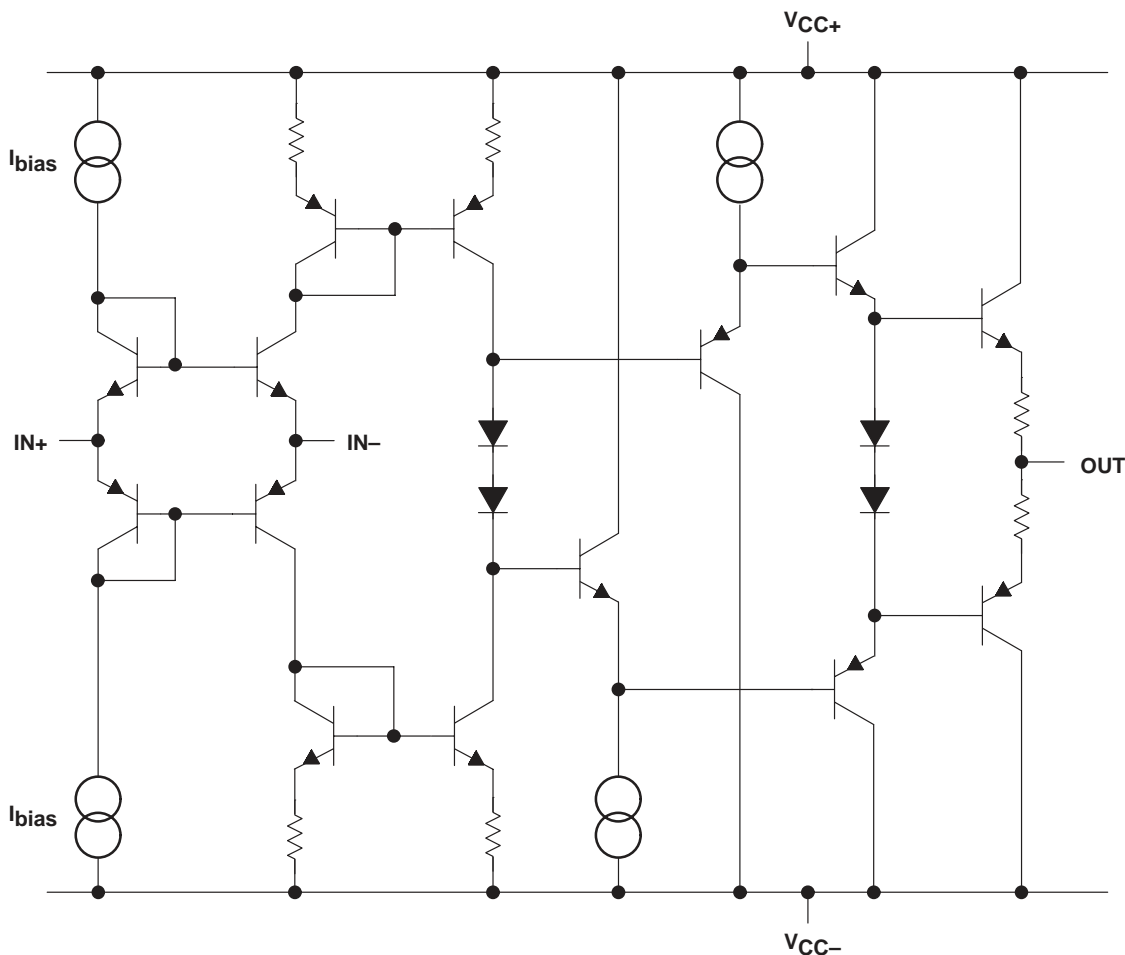 VCC+
Ibias
IN+
IN–
OUT
Ibias
VCC–